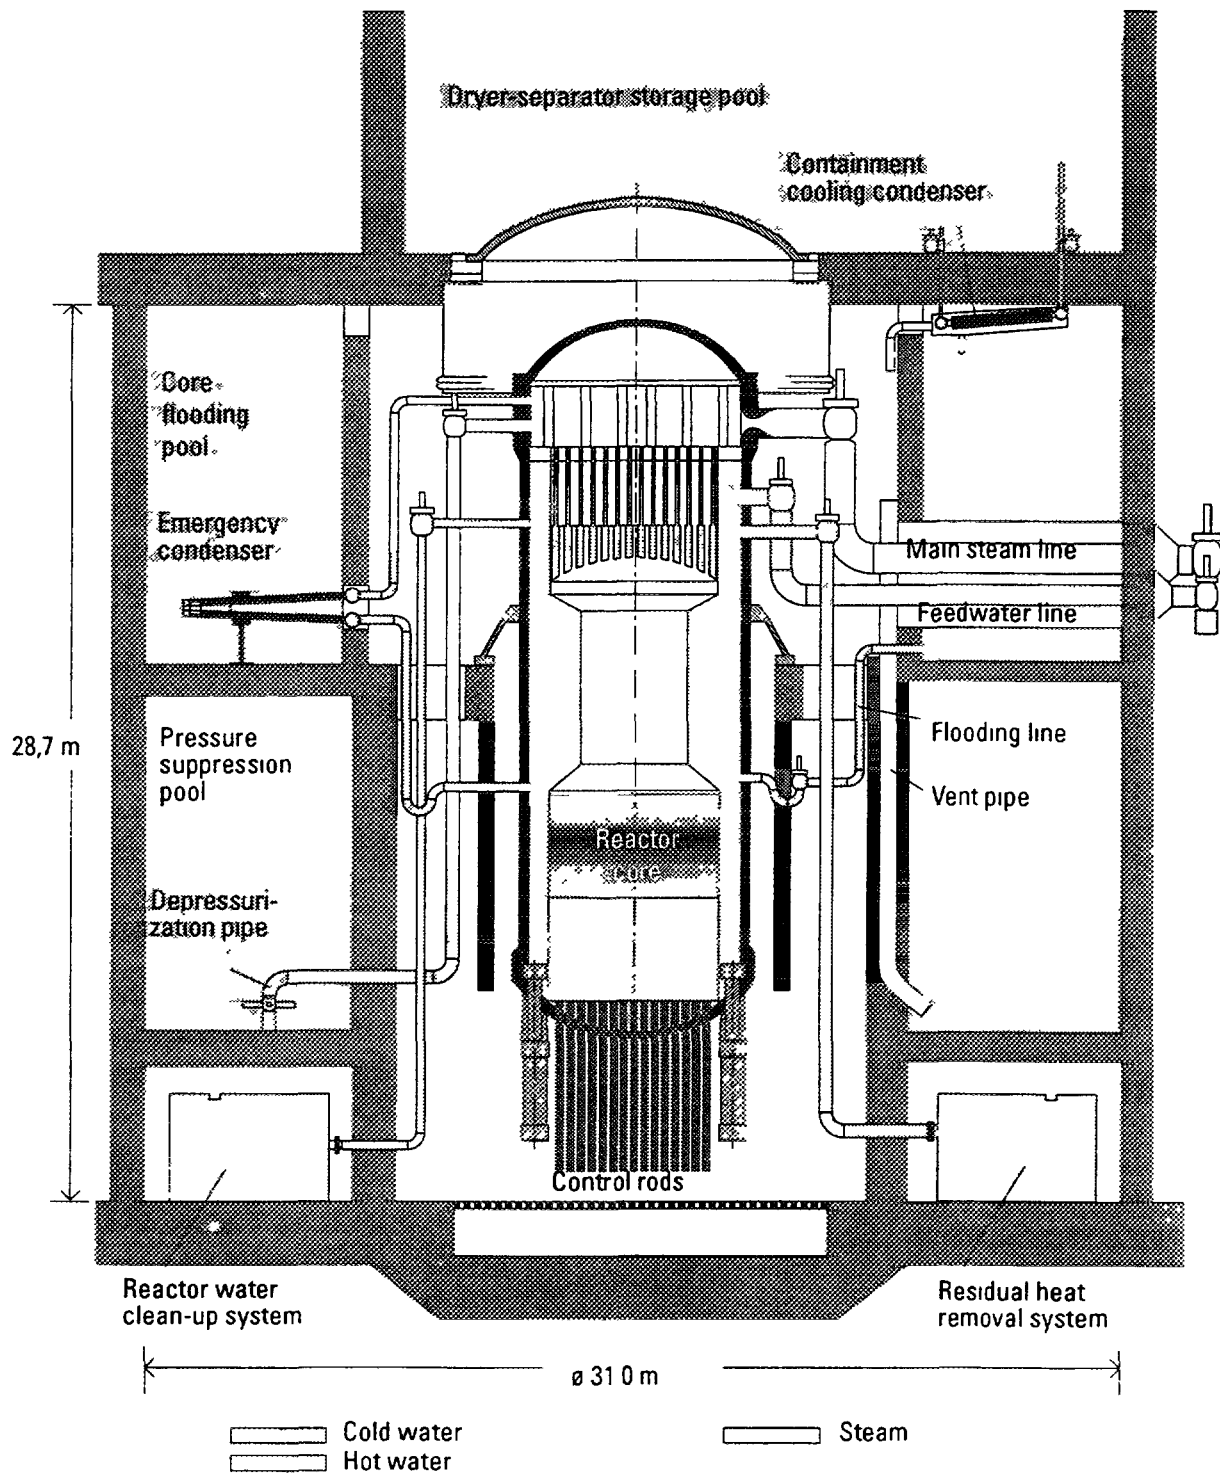 Dryer-separator storage pool
Containment
cooling condenser
Core
flooding
pool
Emergency
condenser
Main steam line
Feedwater line
28,7 m
Pressure
suppression
pool
Flooding line
Vent pipe
Reactor
core
Depressuri-
zation pipe
Control rods
Reactor water
clean-up system
Residual heat
removal system
ø 31 0 m
Cold water
Hot water
Steam